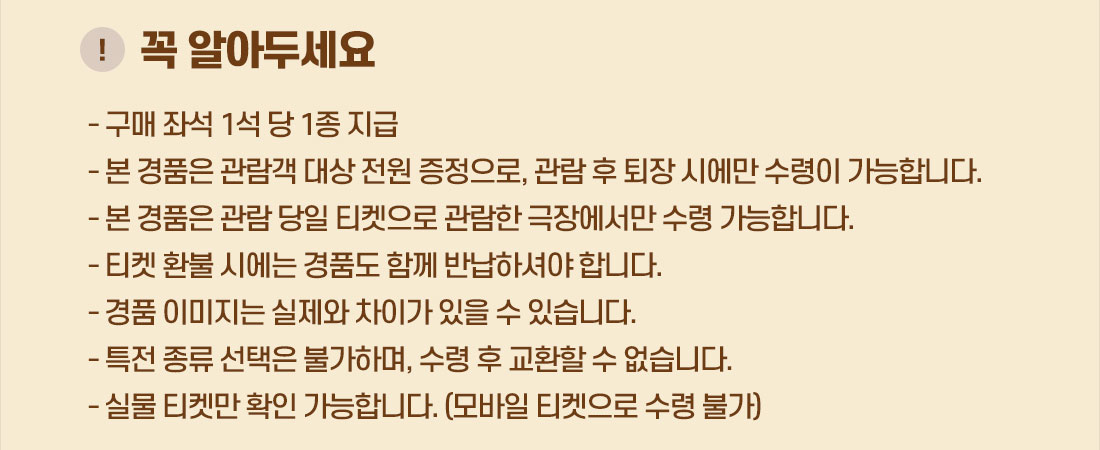 ! 꼭 알아두세요
- 구매 좌석 1석 당 1종 지급
- 본 경품은 관람객 대상 전원 증정으로, 관람 후 퇴장 시에만 수령이 가능합니다.
- 본 경품은 관람 당일 티켓으로 관람한 극장에서만 수령 가능합니다.
- 티켓 환불 시에는 경품도 함께 반납하셔야 합니다.
- 경품 이미지는 실제와 차이가 있을 수 있습니다.
- 특전 종류 선택은 불가하며, 수령 후 교환할 수 없습니다.
- 실물 티켓만 확인 가능합니다. (모바일 티켓으로 수령 불가)